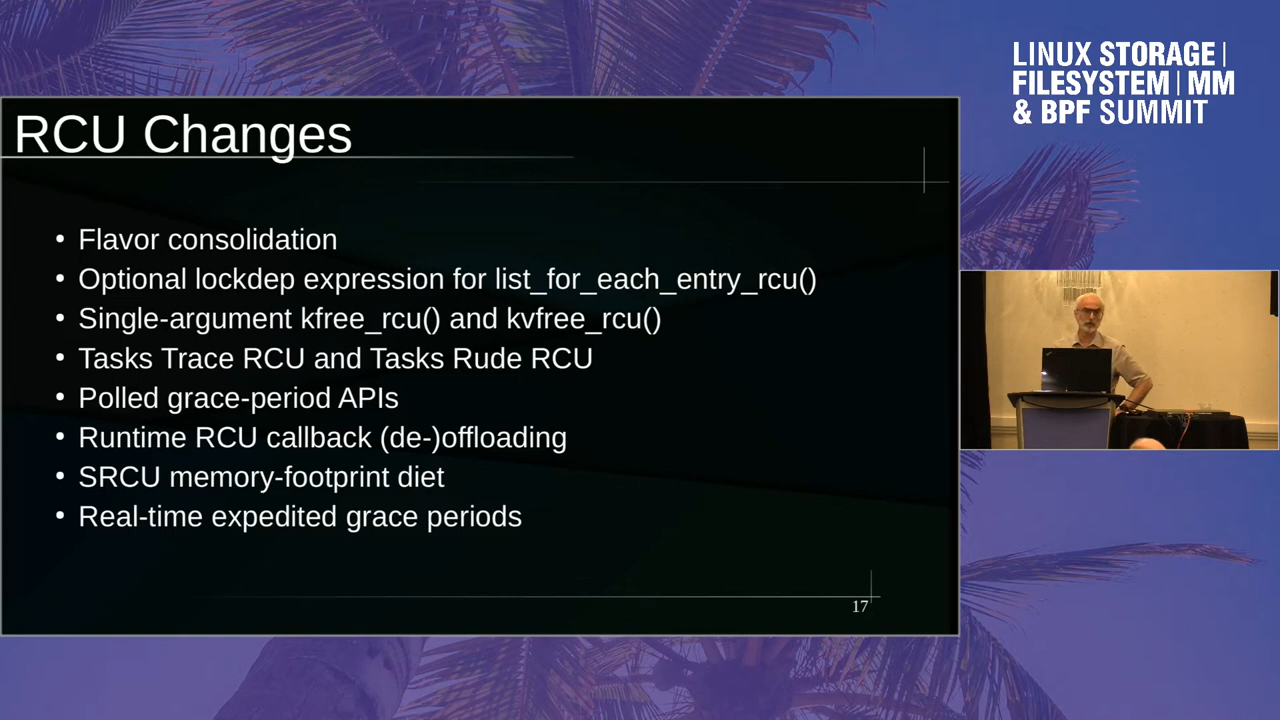 LINUX STORAGE |
FILESYSTEM | MM
& BPF SUMMIT
RCU Changes
• Flavor consolidation
• Optional lockdep expression for list_for_each_entry_rcu()
• Single-argument kfree_rcu() and kvfree_rcu()
• Tasks Trace RCU and Tasks Rude RCU
• Polled grace-period APIs
• Runtime RCU callback (de-)offloading
• SRCU memory-footprint diet
• Real-time expedited grace periods
17